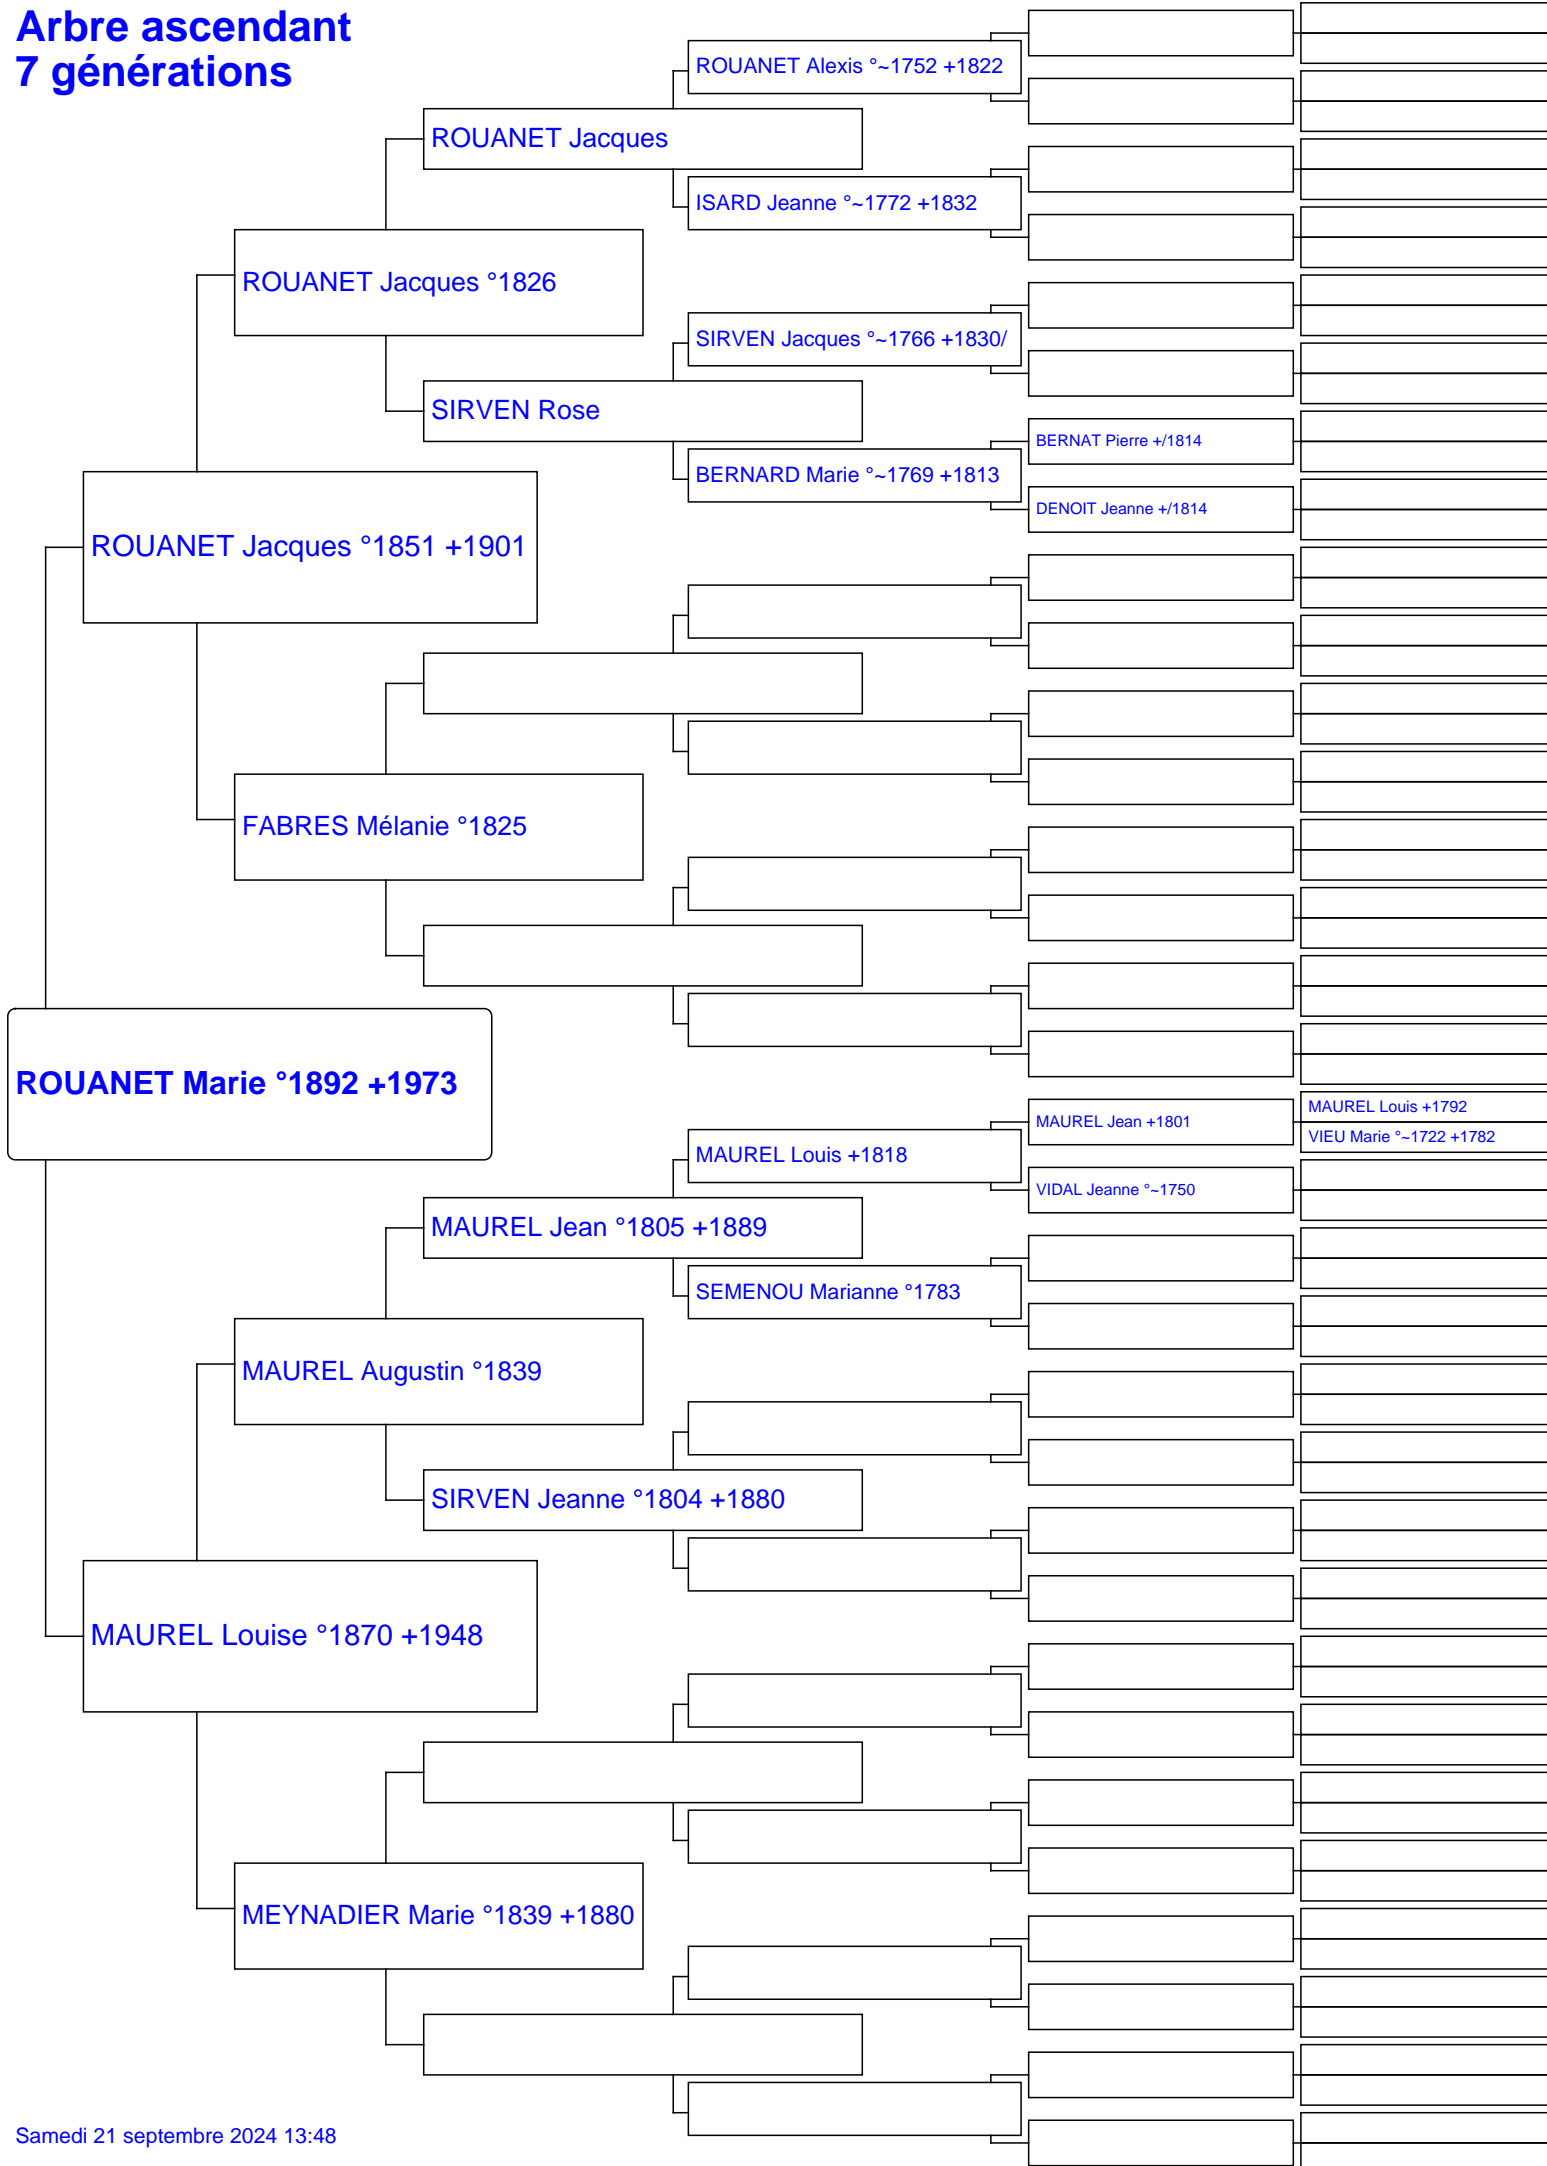 Arbre ascendant
7 générations
ROUANET Alexis °~1752 +1822
ROUANET Jacques
ISARD Jeanne °~1772 +1832
ROUANET Jacques °1826
SIRVEN Jacques °~1766 +1830/
SIRVEN Rose
BERNAT Pierre +/1814
BERNARD Marie °~1769 +1813
DENOIT Jeanne +/1814
ROUANET Jacques °1851 +1901
FABRES Mélanie °1825
ROUANET Marie °1892 +1973
MAUREL Louis +1792
MAUREL Jean +1801
VIEU Marie °~1722 +1782
MAUREL Louis +1818
VIDAL Jeanne °~1750
MAUREL Jean °1805 +1889
SEMENOU Marianne °1783
MAUREL Augustin °1839
SIRVEN Jeanne °1804 +1880
MAUREL Louise °1870 +1948
MEYNADIER Marie °1839 +1880
Samedi 21 septembre 2024 13:48